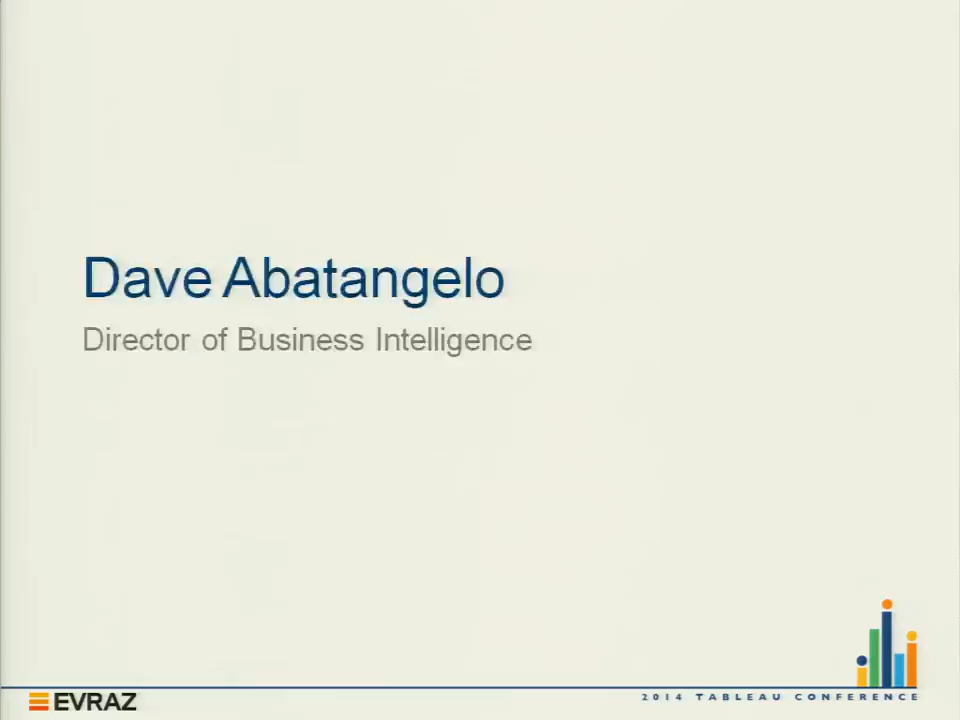 Dave Abatangelo
Director of Business Intelligence
EVRAZ
2014 TABLEAU CONFERENCE